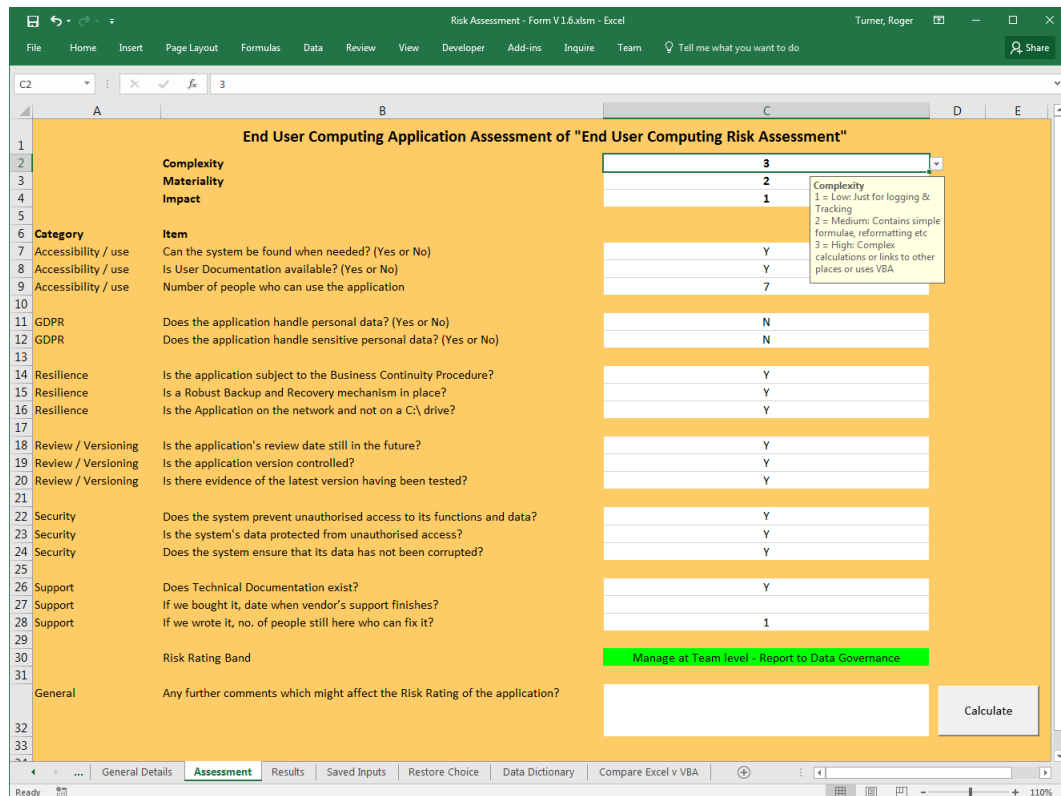 Risk Assessment - Form V 1.6.xlsm - Excel
Turner, Roger
File Home Insert Page Layout Formulas Data Review View Developer Add-ins Inquire Team Tell me what you want to do Share
C2 fx 3
A B C D E
1 End User Computing Application Assessment of "End User Computing Risk Assessment"
2 Complexity 3
3 Materiality 2
4 Impact 1
Complexity
1 = Low: Just for logging &
Tracking
2 = Medium: Contains simple
formulae, reformatting etc
3 = High: Complex
calculations or links to other
places or uses VBA
5
6 Category Item
7 Accessibility / use Can the system be found when needed? (Yes or No) Y
8 Accessibility / use Is User Documentation available? (Yes or No) Y
9 Accessibility / use Number of people who can use the application 7
10
11 GDPR Does the application handle personal data? (Yes or No) N
12 GDPR Does the application handle sensitive personal data? (Yes or No) N
13
14 Resilience Is the application subject to the Business Continuity Procedure? Y
15 Resilience Is a Robust Backup and Recovery mechanism in place? Y
16 Resilience Is the Application on the network and not on a C:\ drive? Y
17
18 Review / Versioning Is the application's review date still in the future? Y
19 Review / Versioning Is the application version controlled? Y
20 Review / Versioning Is there evidence of the latest version having been tested? Y
21
22 Security Does the system prevent unauthorised access to its functions and data? Y
23 Security Is the system's data protected from unauthorised access? Y
24 Security Does the system ensure that its data has not been corrupted? Y
25
26 Support Does Technical Documentation exist? Y
27 Support If we bought it, date when vendor's support finishes?
28 Support If we wrote it, no. of people still here who can fix it? 1
29
30 Risk Rating Band Manage at Team level - Report to Data Governance
31
General Any further comments which might affect the Risk Rating of the application?
Calculate
32
33
... General Details Assessment Results Saved Inputs Restore Choice Data Dictionary Compare Excel v VBA
Ready 110%